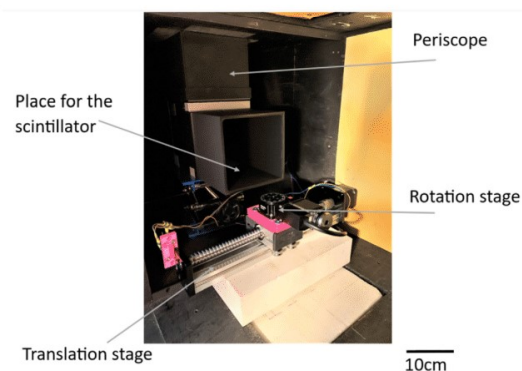 Periscope
Place for the
scintillator
Rotation stage
Translation stage
10cm